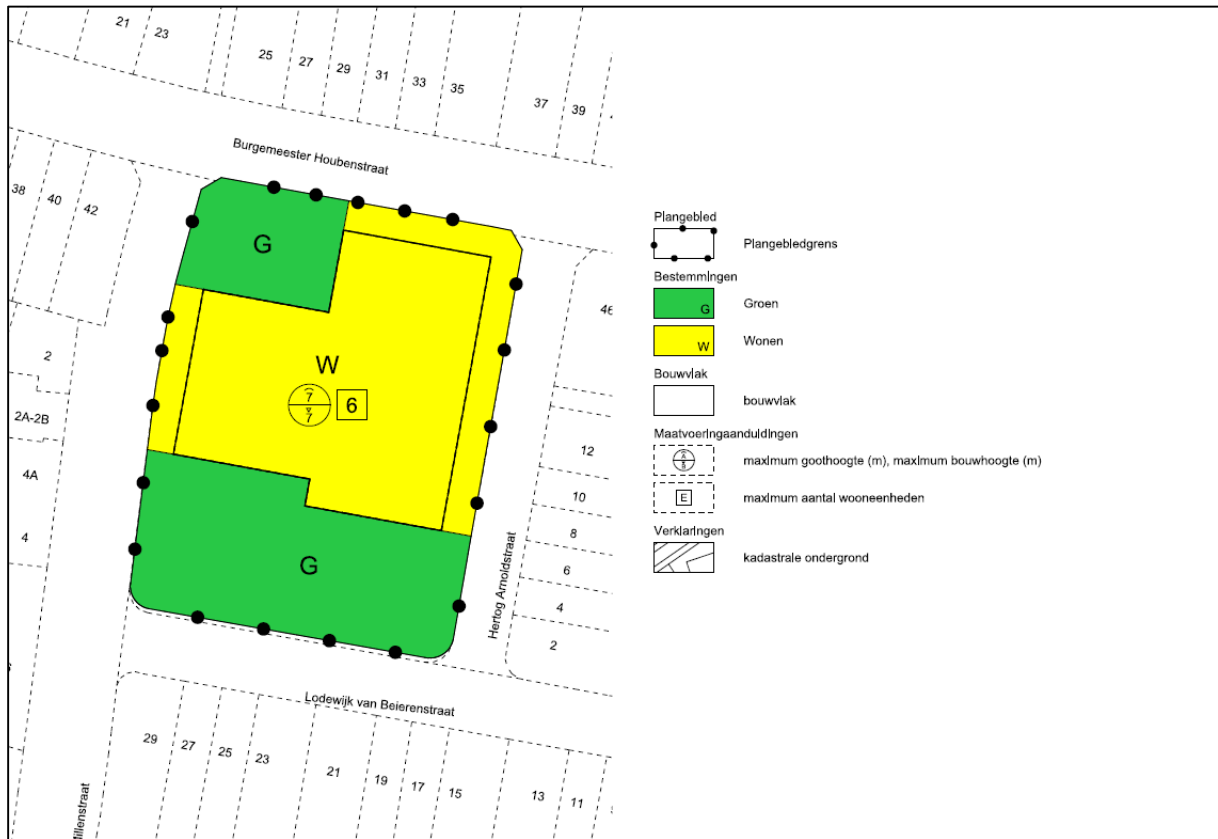 21
23
25
27
29
31
33
35
37
39
Burgemeester Houbenstraat
38
40
42
G
46
2
W
7
7
6
2A-2B
4A
4
12
10
8
6
4
2
G
Hertog Arnoldstraat
Lodewijk van Beierenstraat
29
27
25
23
21
19
17
15
13
11
Millenstraat
Plangebied
Plangebiedgrens
Bestemmingen
G
Groen
W
Wonen
Bouwvlak
bouwvlak
Maatvoeringaanduidingen
maximum goothoogte (m), maximum bouwhoogte (m)
E
maximum aantal wooneenheden
Verklaringen
kadastrale ondergrond